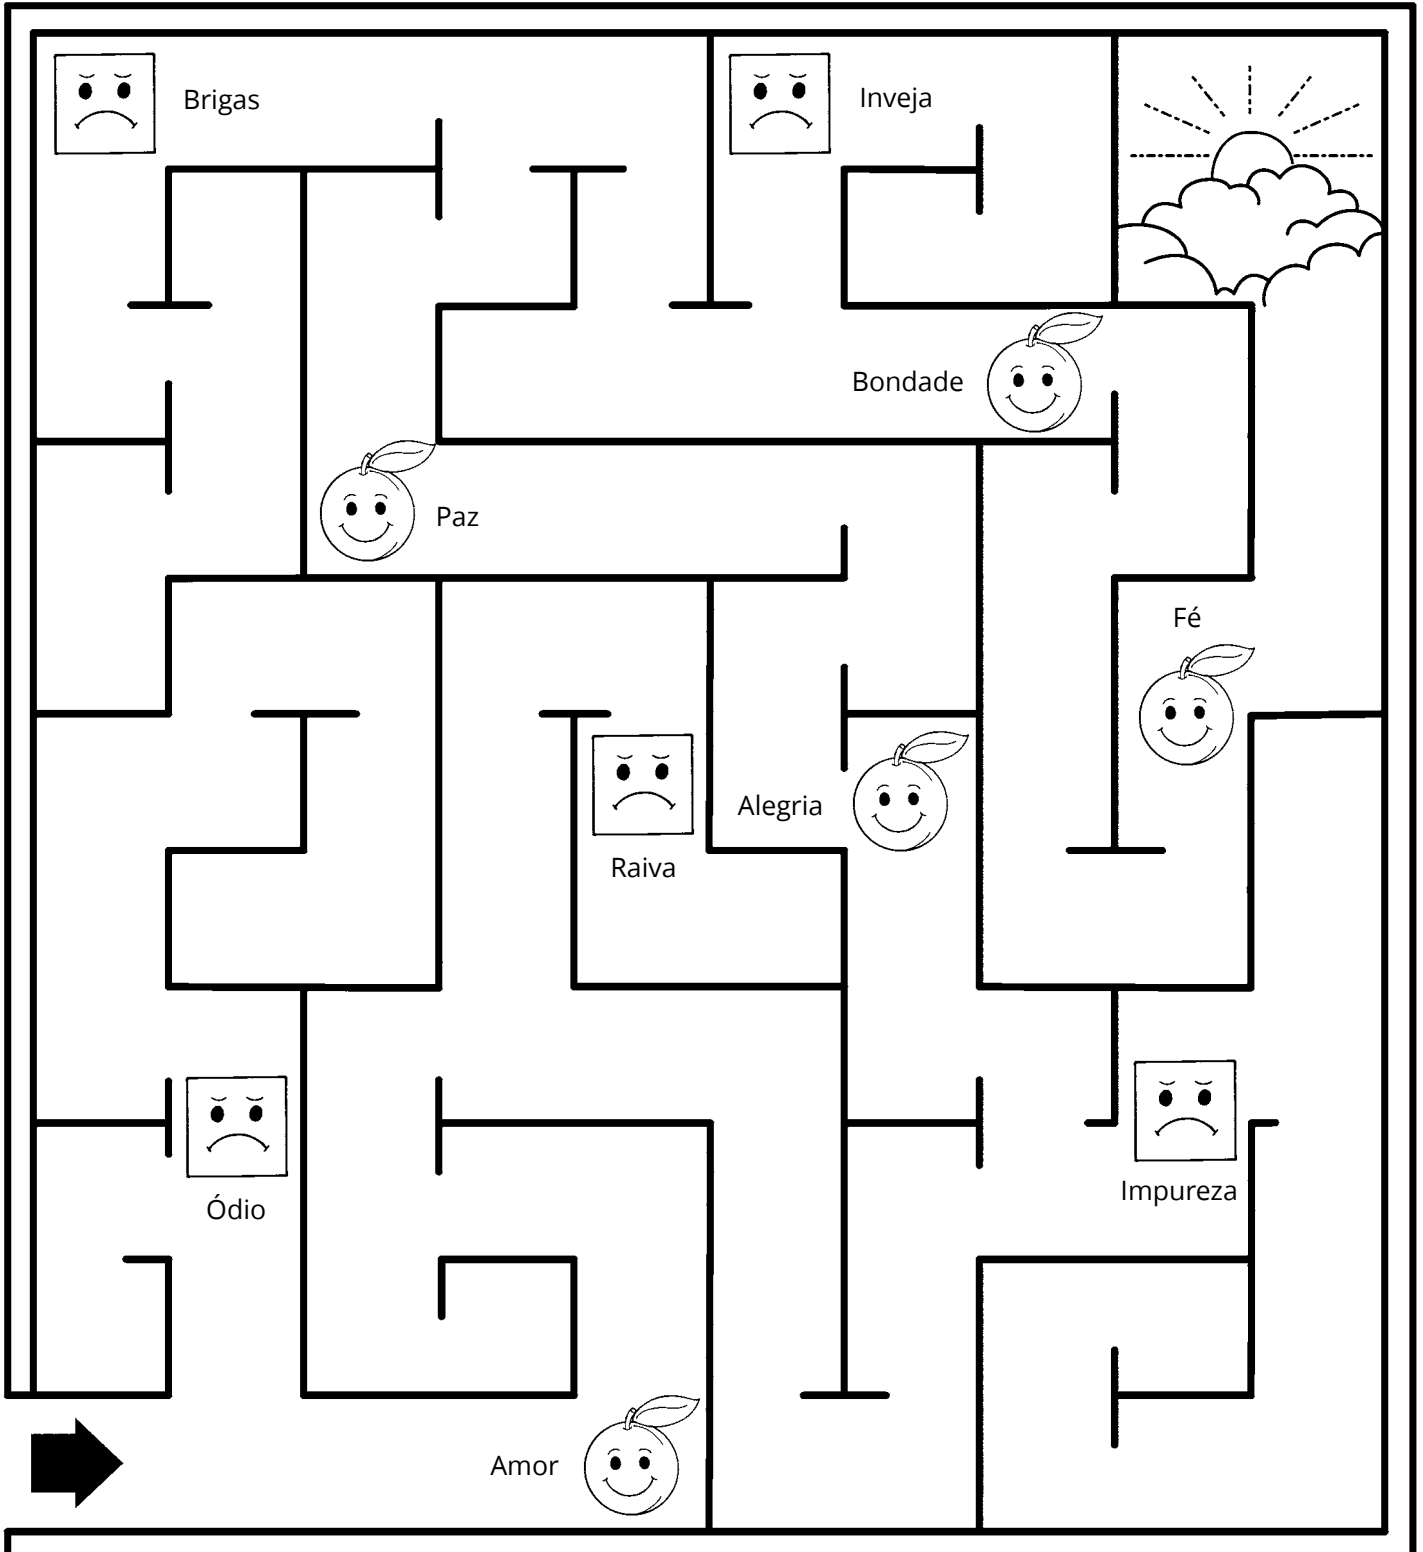 Brigas
Inveja
Bondade
Paz
Fé
Alegria
Raiva
Impureza
Ódio
Amor